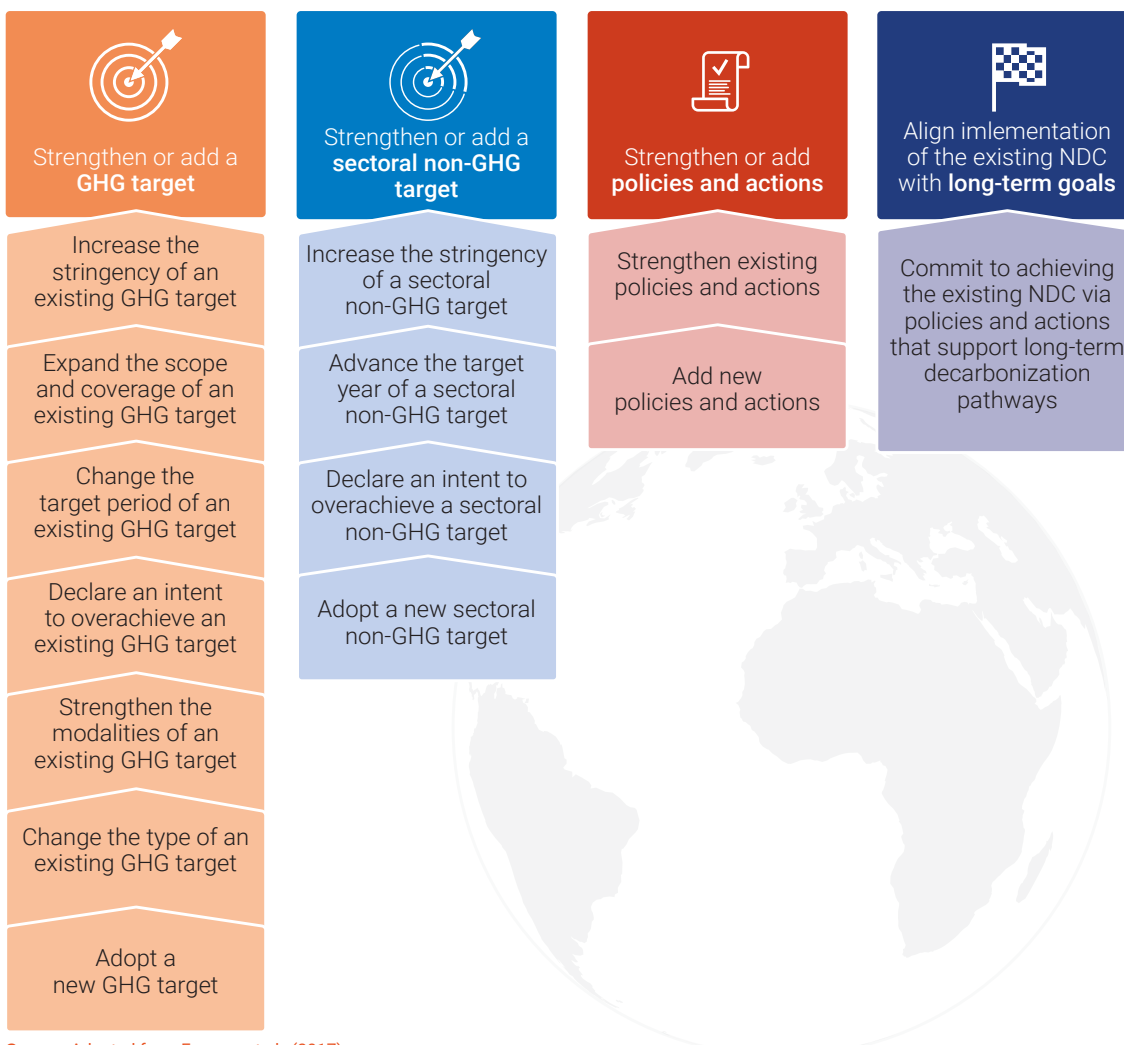 Strengthen or add a
GHG target
Increase the
stringency of an
existing GHG target
Expand the scope
and coverage of an
existing GHG target
Change the
target period of an
existing GHG target
Declare an intent
to overachieve an
existing GHG target
Strengthen the
modalities of an
existing GHG target
Change the type of an
existing GHG target
Adopt a
new GHG target
Strengthen or add a
sectoral non-GHG
target
Increase the stringency
of a sectoral
non-GHG target
Advance the target
year of a sectoral
non-GHG target
Declare an intent to
overachieve a sectoral
non-GHG target
Adopt a new sectoral
non-GHG target
Strengthen or add
policies and actions
Strengthen existing
policies and actions
Add new
policies and actions
Align imlementation
of the existing NDC
with long-term goals
Commit to achieving
the existing NDC via
policies and actions
that support long-term
decarbonization
pathways